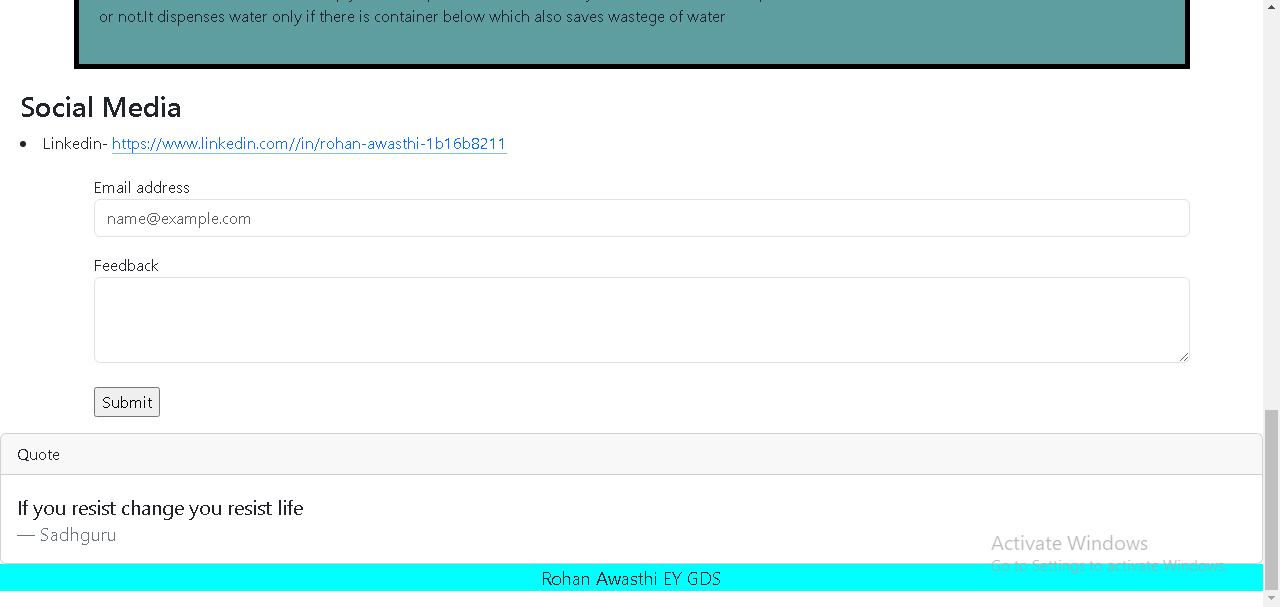 or not.It dispenses water only if there is container below which also saves wastege of water
Social Media
Linkedin- https://www.linkedin.com//in/rohan-awasthi-1b16b8211
Email address
name@example.com
Feedback
Submit
Quote
If you resist change you resist life
— Sadhguru
Activate Windows
Go to Settings to activate Windows.
Rohan Awasthi EY GDS